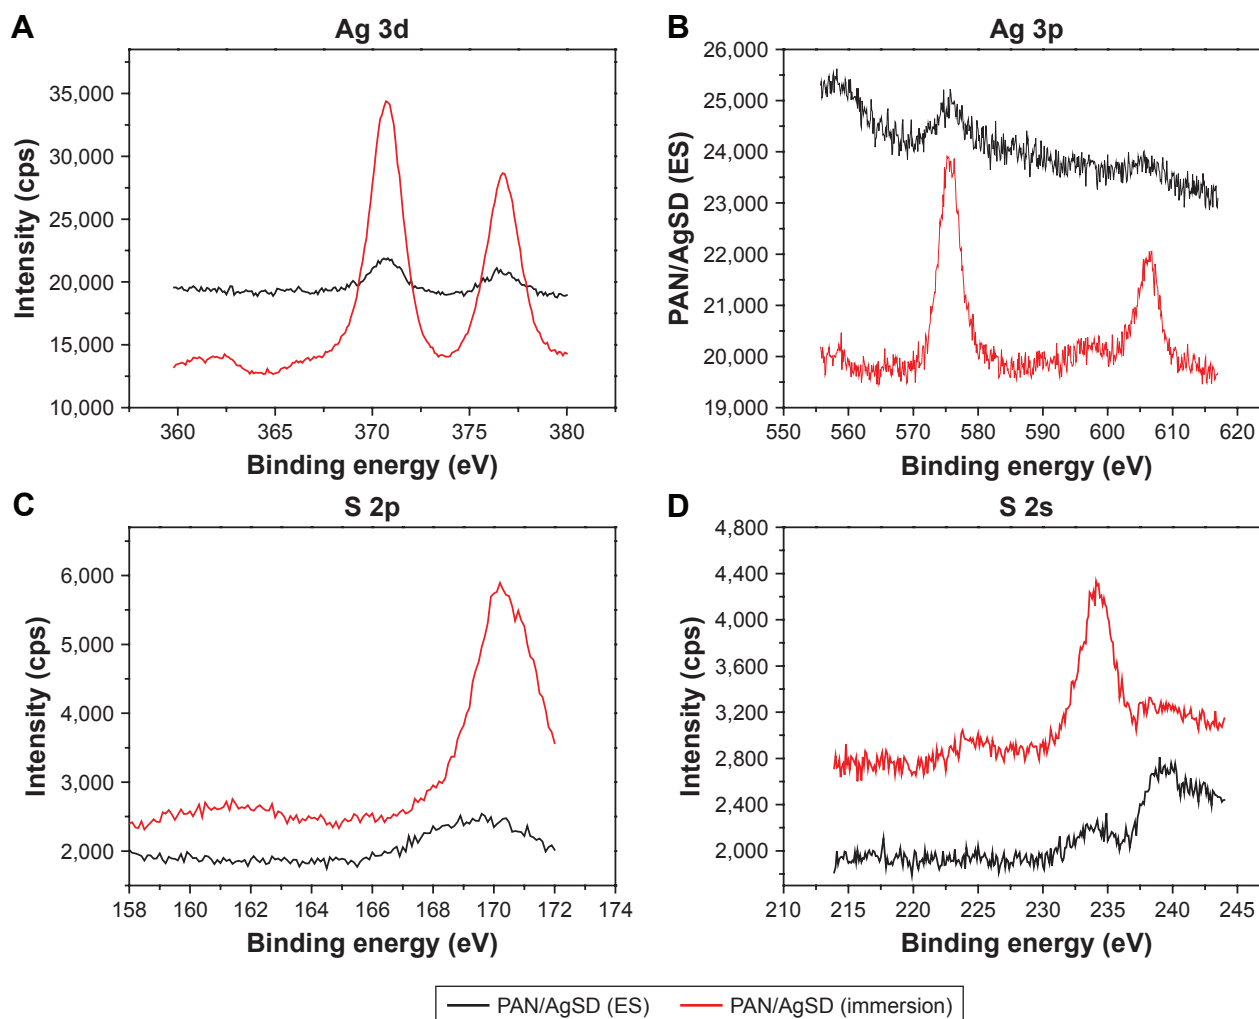 A
Ag 3d
Intensity (cps)
35,000
30,000
25,000
20,000
15,000
10,000
360 365 370 375 380
Binding energy (eV)
B
Ag 3p
PAN/AgSD (ES)
26,000
25,000
24,000
23,000
22,000
21,000
20,000
19,000
550 560 570 580 590 600 610 620
Binding energy (eV)
C
S 2p
Intensity (cps)
6,000
5,000
4,000
3,000
2,000
158 160 162 164 166 168 170 172 174
Binding energy (eV)
D
S 2s
Intensity (cps)
4,800
4,400
4,000
3,600
3,200
2,800
2,400
2,000
210 215 220 225 230 235 240 245
Binding energy (eV)
PAN/AgSD (ES) PAN/AgSD (immersion)